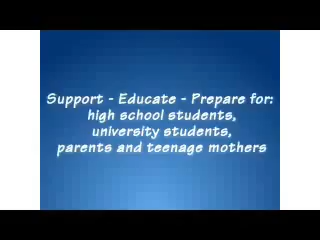 Support - Educate - Prepare for:
high school students,
university students,
parents and teenage mothers